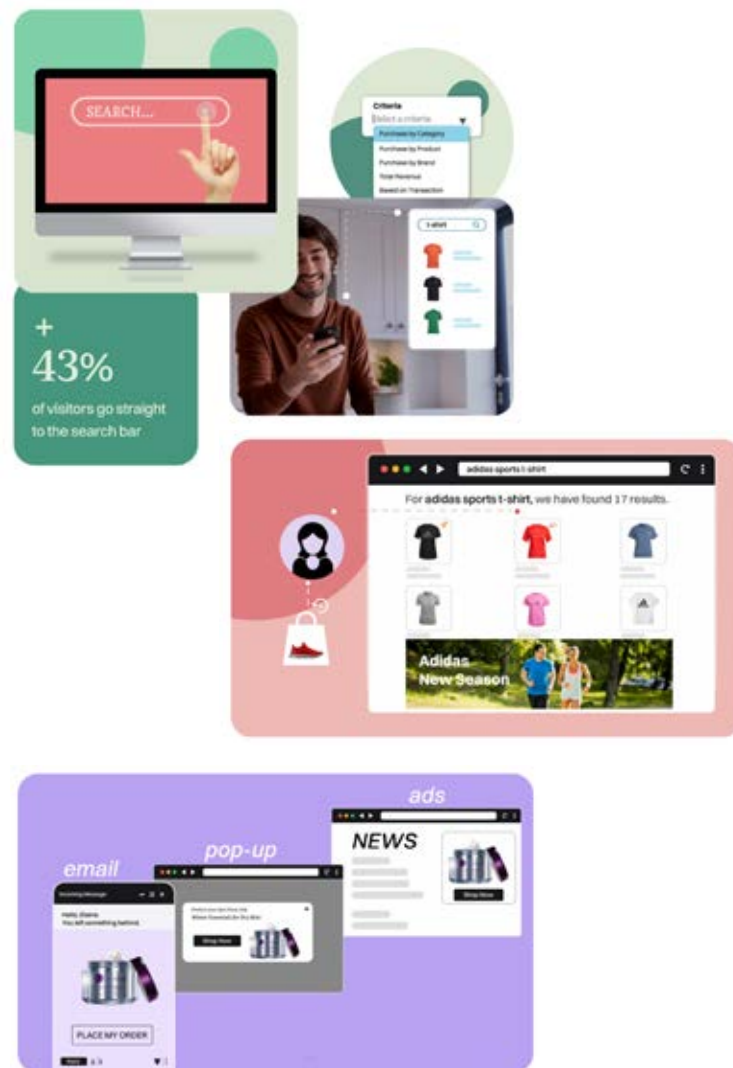 SEARCH...
Criteria
Select a criteria
Purchase by Category
Purchase by Product
Purchase by Brand
Total Revenue
Based on Transaction
t-shirt
+
43%
of visitors go straight
to the search bar
adidas sports t-shirt
For adidas sports t-shirt, we have found 17 results.
Adidas
New Season
ads
NEWS
Shop Now
pop-up
Shop Now
email
Incoming Message
You left something behind.
PLACE MY ORDER